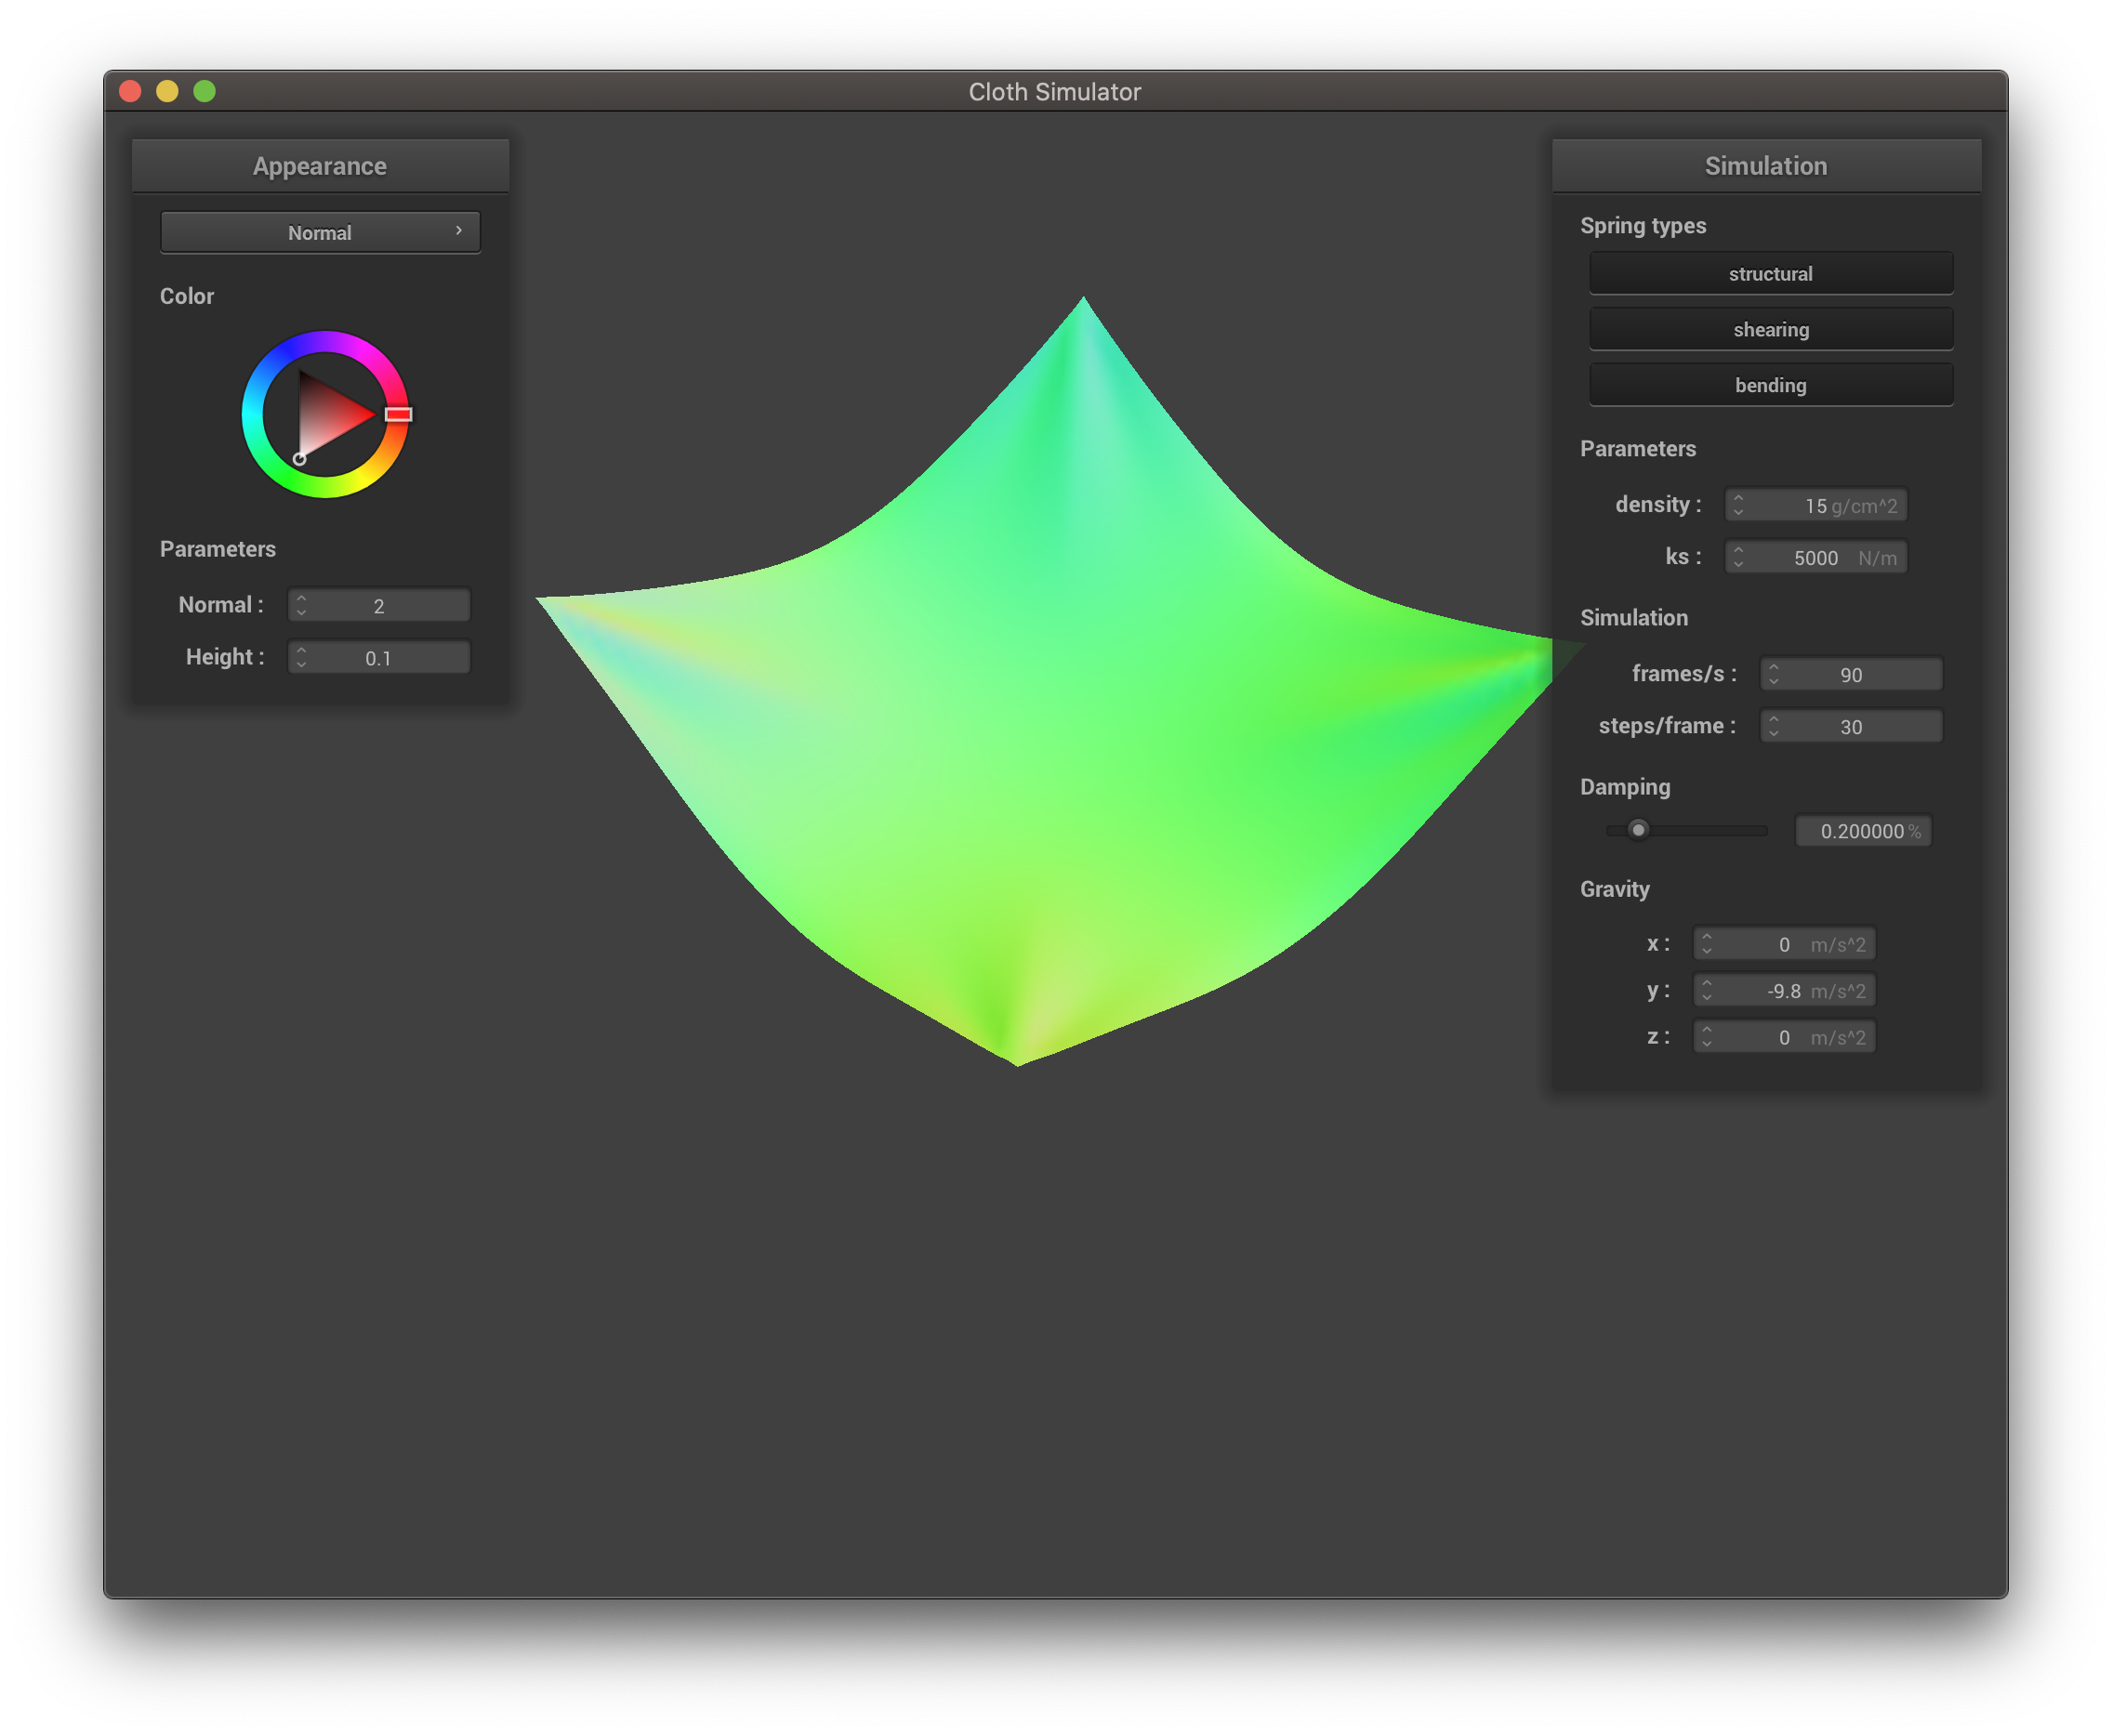 Cloth Simulator
Appearance
Normal
Color
Parameters
Normal : 2
Height : 0.1
Simulation
Spring types
structural
shearing
bending
Parameters
density : 15 g/cm^2
ks : 5000 N/m
Simulation
frames/s : 90
steps/frame : 30
Damping
0.200000 %
Gravity
x : 0 m/s^2
y : -9.8 m/s^2
z : 0 m/s^2